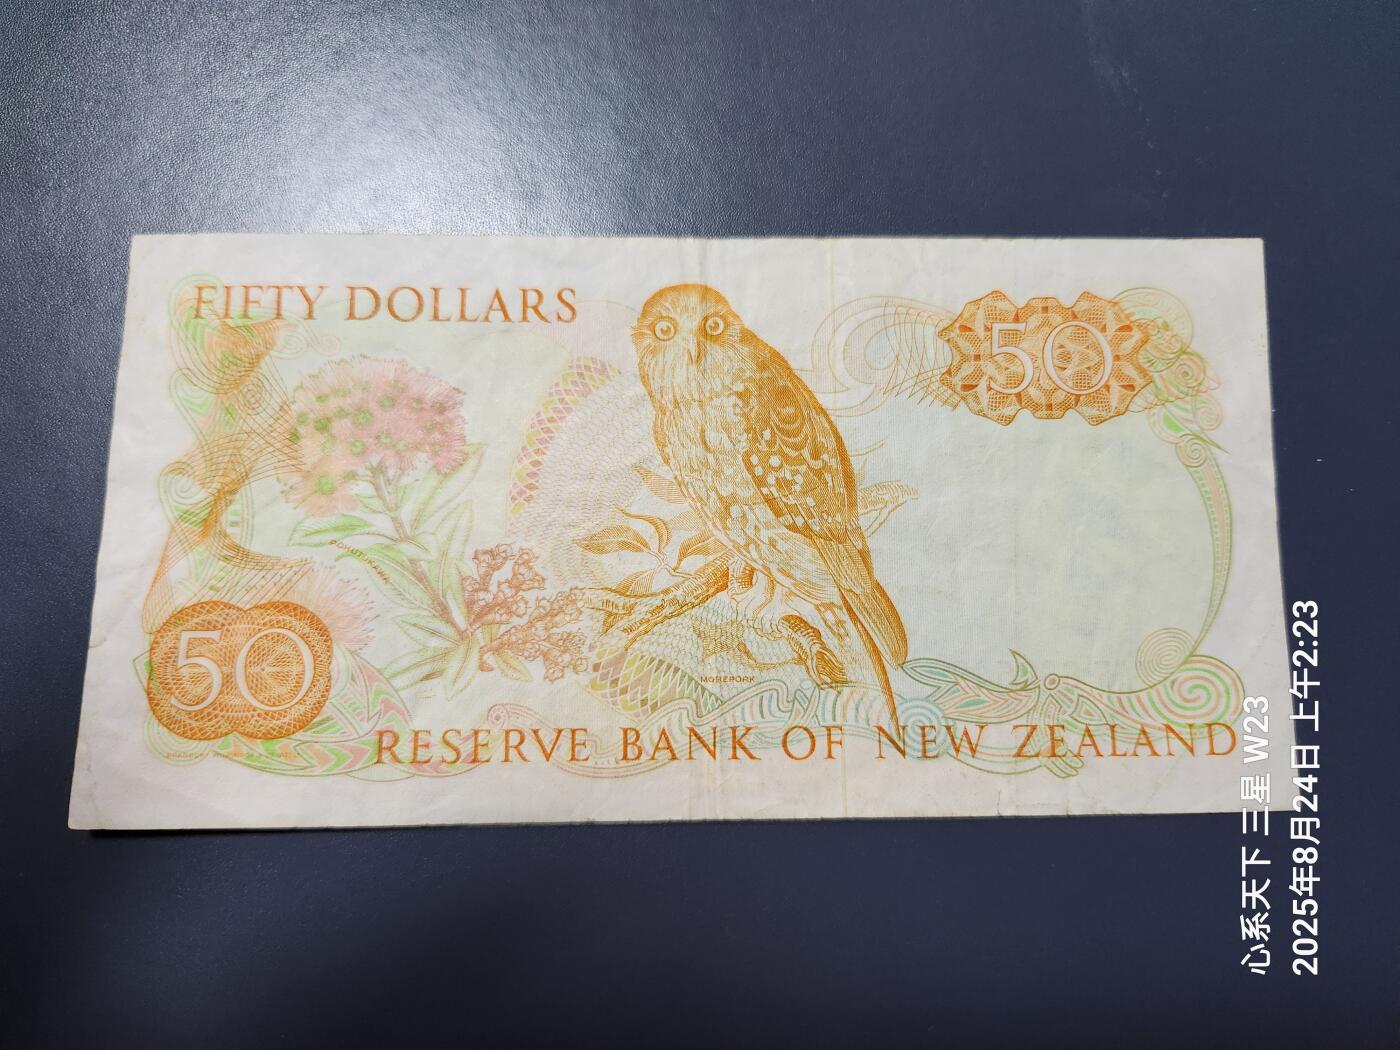 FIFTY DOLLARS
50
POHUTUKAWA
50
MOREPORK
RESERVE BANK OF NEW ZEALAND
心系天下 三星 W23
2025年8月24日 上午2:23